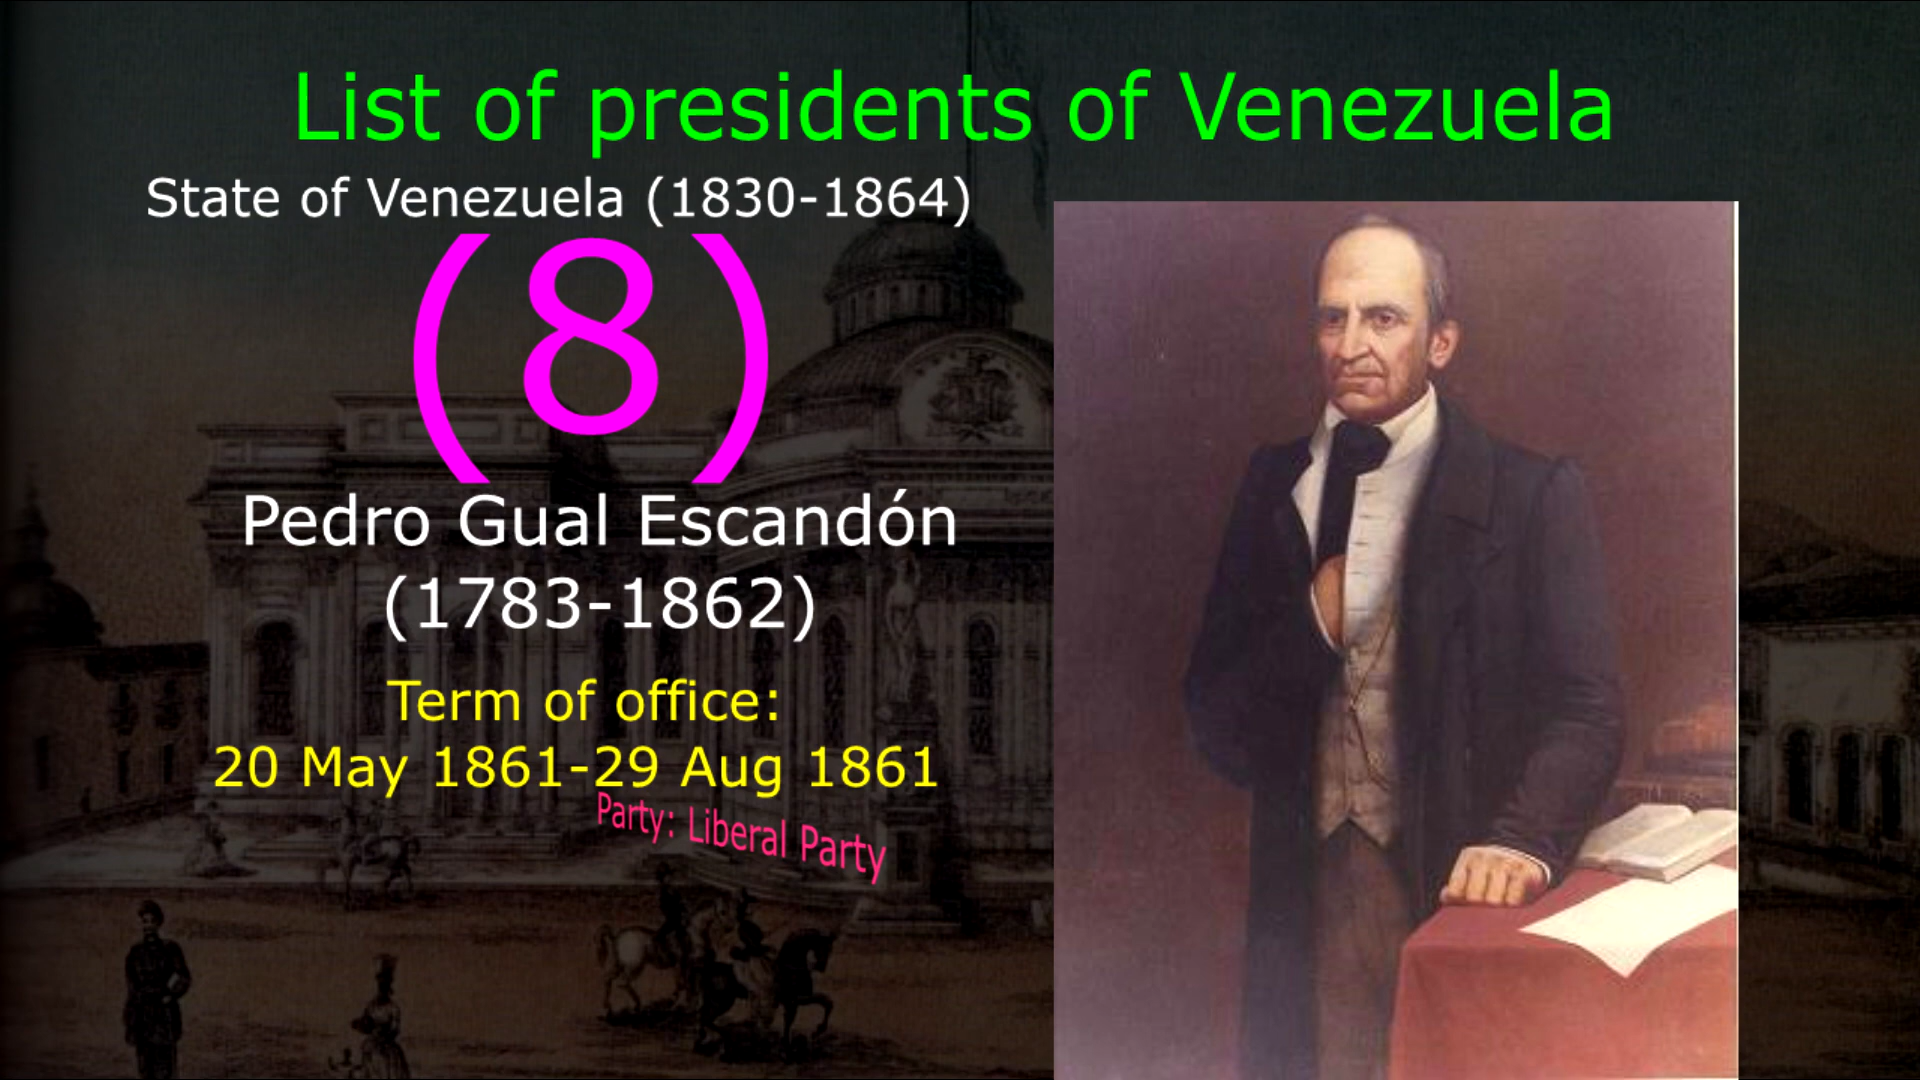 List of presidents of Venezuela
State of Venezuela (1830-1864)
(8)
Pedro Gual Escandón
(1783-1862)
Term of office:
20 May 1861-29 Aug 1861
Party: Liberal Party